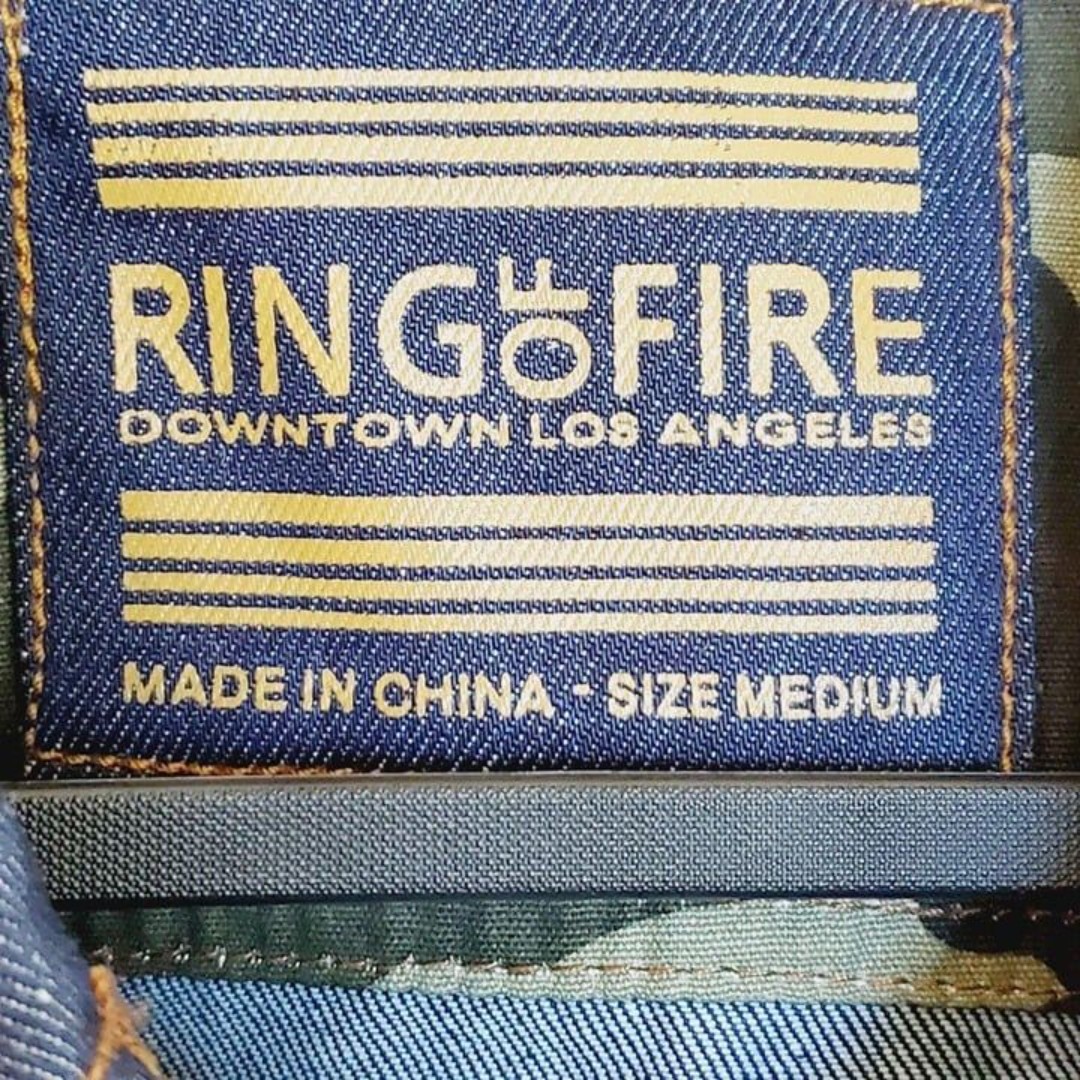 RING OF FIRE
DOWNTOWN LOS ANGELES
MADE IN CHINA - SIZE MEDIUM